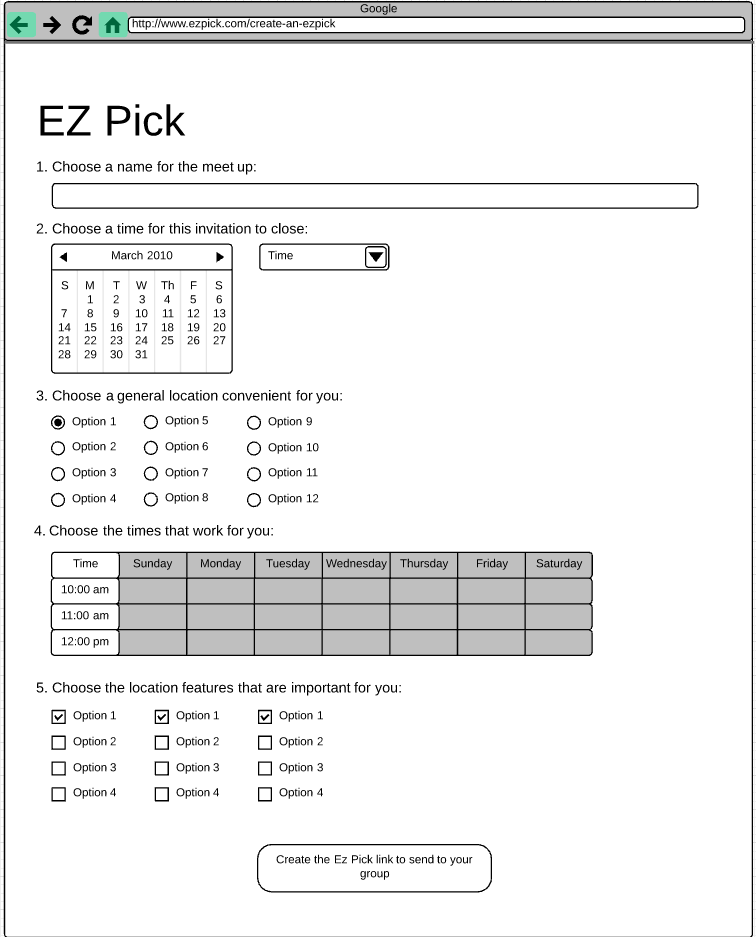 Google
http://www.ezpick.com/create-an-ezpick
EZ Pick
1. Choose a name for the meet up:
2. Choose a time for this invitation to close:
March 2010
Time
S M T W Th F S
1 2 3 4 5 6
7 8 9 10 11 12 13
14 15 16 17 18 19 20
21 22 23 24 25 26 27
28 29 30 31
3. Choose a general location convenient for you:
Option 1 Option 5 Option 9
Option 2 Option 6 Option 10
Option 3 Option 7 Option 11
Option 4 Option 8 Option 12
4. Choose the times that work for you:
Time Sunday Monday Tuesday Wednesday Thursday Friday Saturday
10:00 am
11:00 am
12:00 pm
5. Choose the location features that are important for you:
Option 1 Option 1 Option 1
Option 2 Option 2 Option 2
Option 3 Option 3 Option 3
Option 4 Option 4 Option 4
Create the Ez Pick link to send to your
group